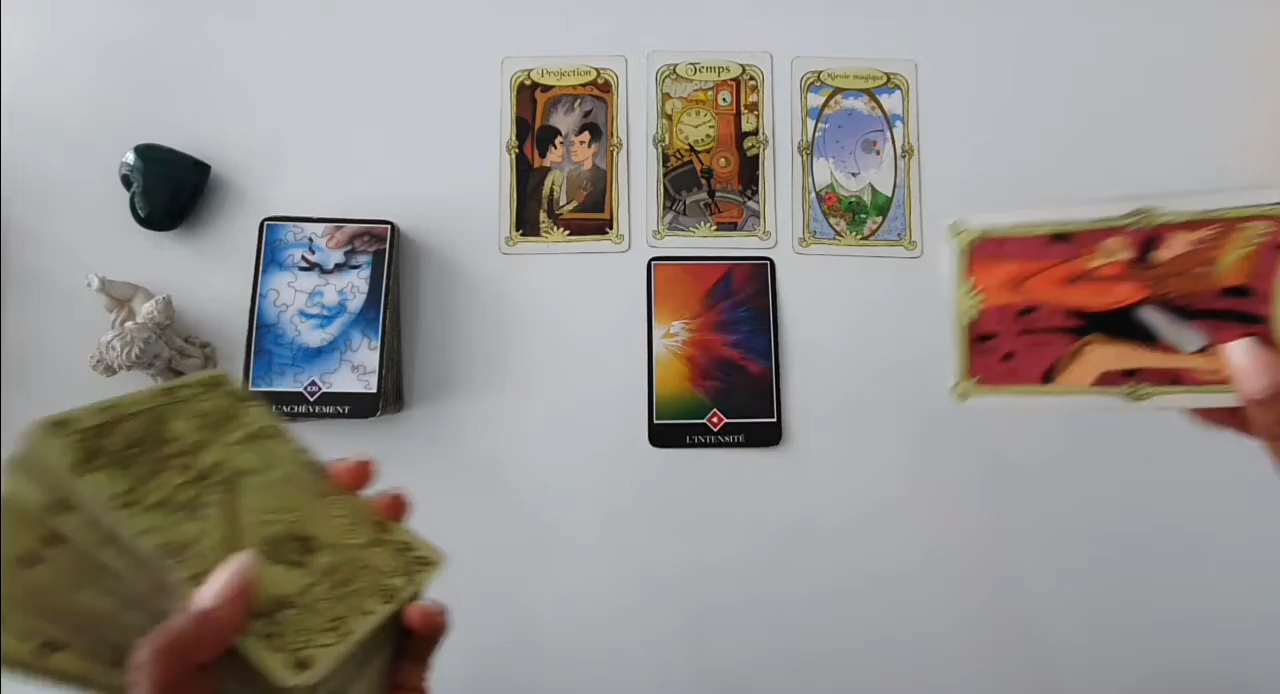 Projection
Temps
Miroir magique
XXI
L'ACHÈVEMENT
L'INTENSITÉ